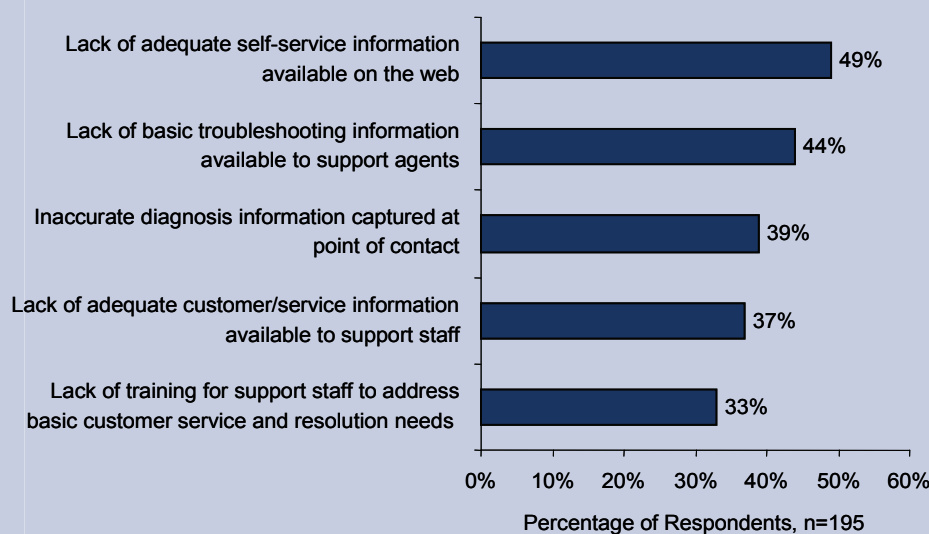 Lack of adequate self-service information
available on the web
49%
Lack of basic troubleshooting information
available to support agents
44%
Inaccurate diagnosis information captured at
point of contact
39%
Lack of adequate customer/service information
available to support staff
37%
Lack of training for support staff to address
basic customer service and resolution needs
33%
0% 10% 20% 30% 40% 50% 60%
Percentage of Respondents, n=195